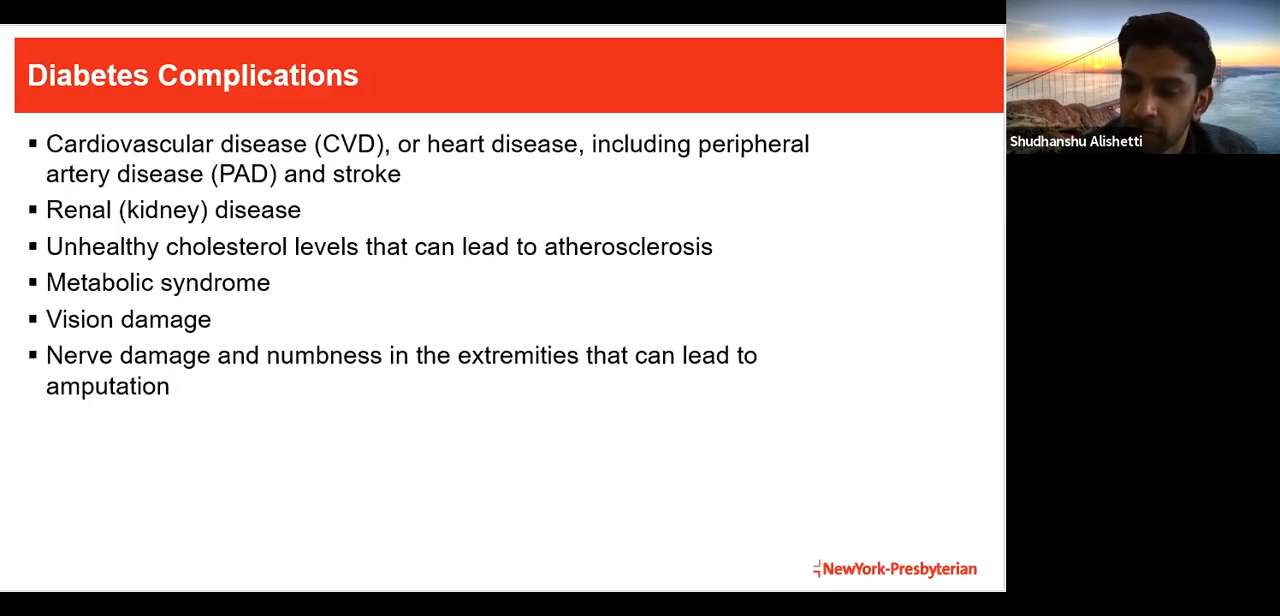 Diabetes Complications
▪ Cardiovascular disease (CVD), or heart disease, including peripheral
artery disease (PAD) and stroke
▪ Renal (kidney) disease
▪ Unhealthy cholesterol levels that can lead to atherosclerosis
▪ Metabolic syndrome
▪ Vision damage
▪ Nerve damage and numbness in the extremities that can lead to
amputation
NewYork-Presbyterian
Shudhanshu Alishetti